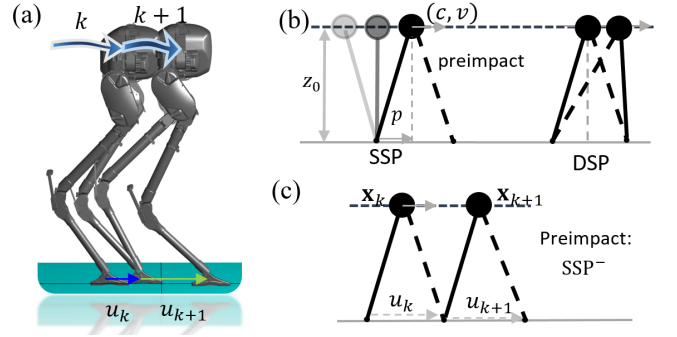 (a)
k
k + 1
u_k
u_{k+1}
(b)
(c, v)
preimpact
z_0
p
SSP
DSP
(c)
𝐱_k
𝐱_{k+1}
Preimpact:
SSP⁻
u_k
u_{k+1}